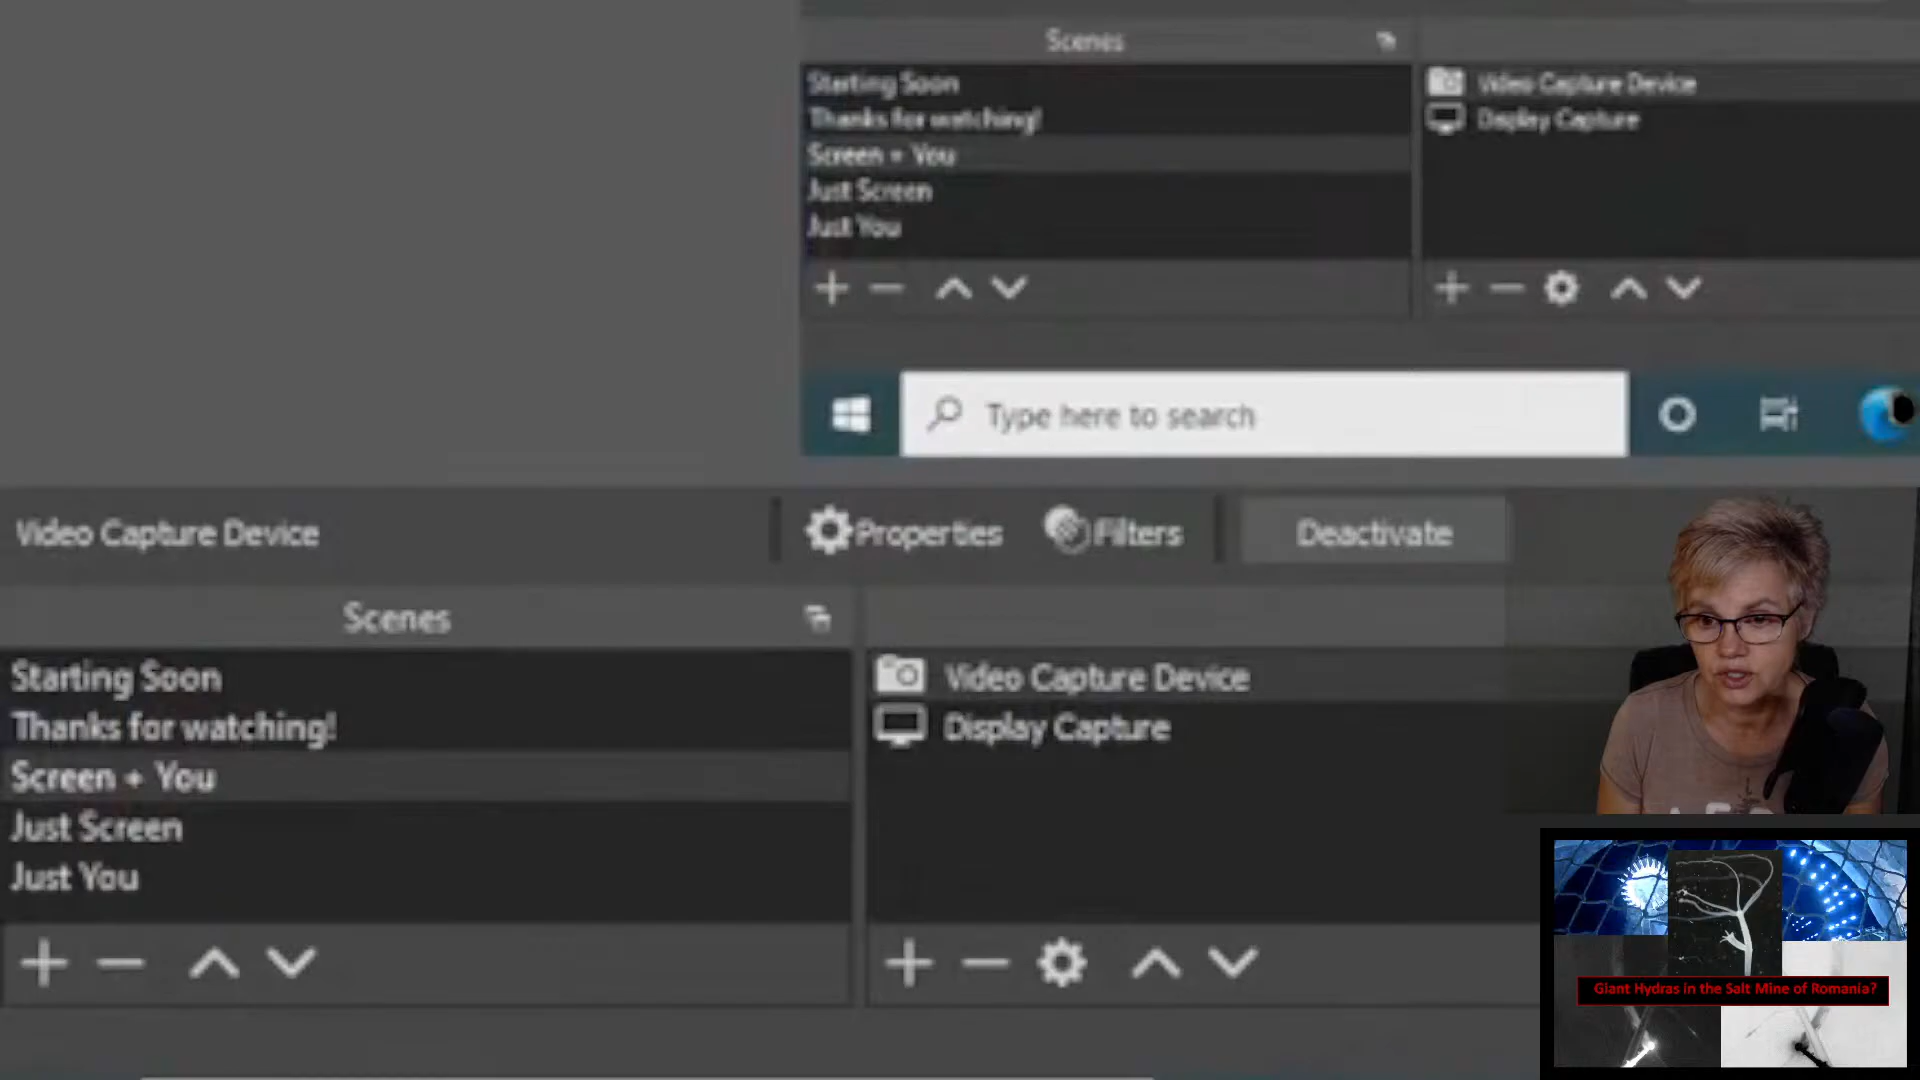 Scenes
Starting Soon
Thanks for watching!
Screen + You
Just Screen
Just You
Video Capture Device
Display Capture
Type here to search
Video Capture Device
Properties
Filters
Deactivate
Scenes
Starting Soon
Thanks for watching!
Screen + You
Just Screen
Just You
Video Capture Device
Display Capture
Giant Hydras in the Salt Mine of Romania?